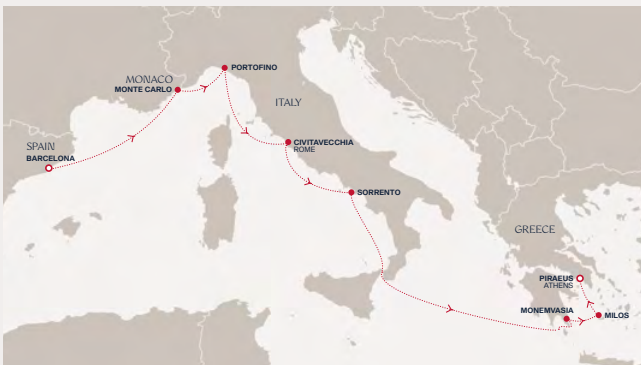 PORTOFINO
MONACO
MONTE CARLO
ITALY
SPAIN
BARCELONA
CIVITAVECCHIA
ROME
SORRENTO
GREECE
PIRAEUS
ATHENS
MONEMVASIA
MILOS